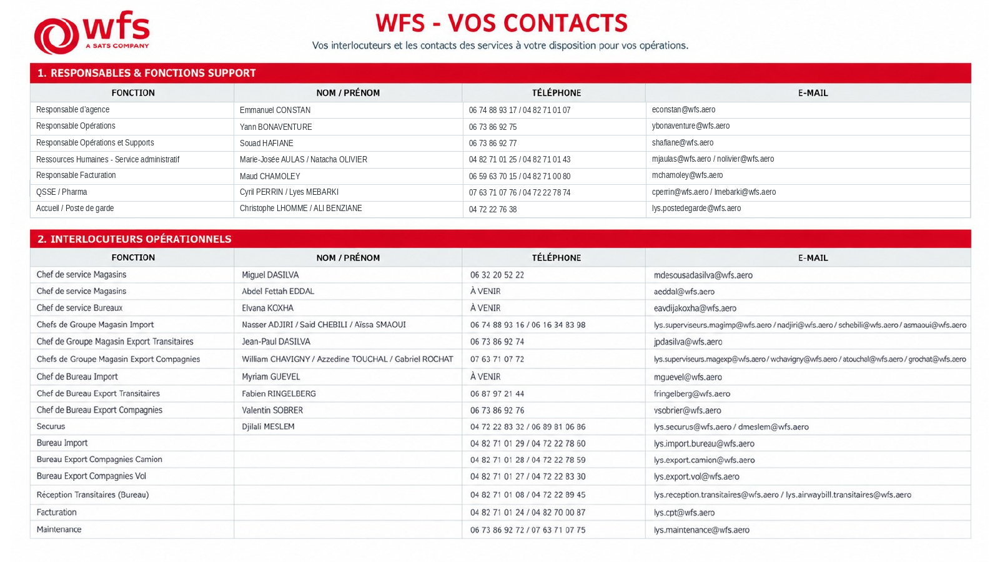 wfs
A SATS COMPANY
WFS - VOS CONTACTS
Vos interlocuteurs et les contacts des services à votre disposition pour vos opérations.
1. RESPONSABLES & FONCTIONS SUPPORT
FONCTION NOM / PRÉNOM TÉLÉPHONE E-MAIL
Responsable d'agence Emmanuel CONSTAN 06 74 88 93 17 / 04 82 71 01 07 econstan@wfs.aero
Responsable Opérations Yann BONAVENTURE 06 73 86 92 75 ybonaventure@wfs.aero
Responsable Opérations et Supports Souad HAFIANE 06 73 86 92 77 shafiane@wfs.aero
Ressources Humaines - Service administratif Marie-Josée AULAS / Natacha OLIVIER 04 82 71 01 25 / 04 82 71 01 43 mjaulas@wfs.aero / nolivier@wfs.aero
Responsable Facturation Maud CHAMOLEY 06 59 63 70 15 / 04 82 71 00 80 mchamoley@wfs.aero
QSSE / Pharma Cyril PERRIN / Lyes MEBARKI 07 63 71 07 76 / 04 72 22 78 74 cperrin@wfs.aero / lmebarki@wfs.aero
Accueil / Poste de garde Christophe LHOMME / ALI BENZIANE 04 72 22 76 38 lys.postedegarde@wfs.aero
2. INTERLOCUTEURS OPÉRATIONNELS
FONCTION NOM / PRÉNOM TÉLÉPHONE E-MAIL
Chef de service Magasins Miguel DASILVA 06 32 20 52 22 mdesousadasilva@wfs.aero
Chef de service Magasins Abdel Fettah EDDAL À VENIR aeddal@wfs.aero
Chef de service Bureaux Elvana KOXHA À VENIR eavdijakoxha@wfs.aero
Chefs de Groupe Magasin Import Nasser ADJIRI / Said CHEBILI / Aïssa SMAOUI 06 74 88 93 16 / 06 16 34 83 98 lys.superviseurs.magimp@wfs.aero / nadjiri@wfs.aero / schebili@wfs.aero / asmaoui@wfs.aero
Chef de Groupe Magasin Export Transitaires Jean-Paul DASILVA 06 73 86 92 74 jpdasilva@wfs.aero
Chefs de Groupe Magasin Export Compagnies William CHAVIGNY / Azzedine TOUCHAL / Gabriel ROCHAT 07 63 71 07 72 lys.superviseurs.magexp@wfs.aero / wchavigny@wfs.aero / atouchal@wfs.aero / grochat@wfs.aero
Chef de Bureau Import Myriam GUEVEL À VENIR mguevel@wfs.aero
Chef de Bureau Export Transitaires Fabien RINGELBERG 06 87 97 21 44 fringelberg@wfs.aero
Chef de Bureau Export Compagnies Valentin SOBRER 06 73 86 92 76 vsobrier@wfs.aero
Securus Djilali MESLEM 04 72 22 83 32 / 06 89 81 06 86 lys.securus@wfs.aero / dmeslem@wfs.aero
Bureau Import 04 82 71 01 29 / 04 72 22 78 60 lys.import.bureau@wfs.aero
Bureau Export Compagnies Camion 04 82 71 01 28 / 04 72 22 78 59 lys.export.camion@wfs.aero
Bureau Export Compagnies Vol 04 82 71 01 27 / 04 72 22 83 30 lys.export.vol@wfs.aero
Réception Transitaires (Bureau) 04 82 71 01 08 / 04 72 22 89 45 lys.reception.transitaires@wfs.aero / lys.airwaybill.transitaires@wfs.aero
Facturation 04 82 71 01 24 / 04 82 70 00 87 lys.cpt@wfs.aero
Maintenance 06 73 86 92 72 / 07 63 71 07 75 lys.maintenance@wfs.aero